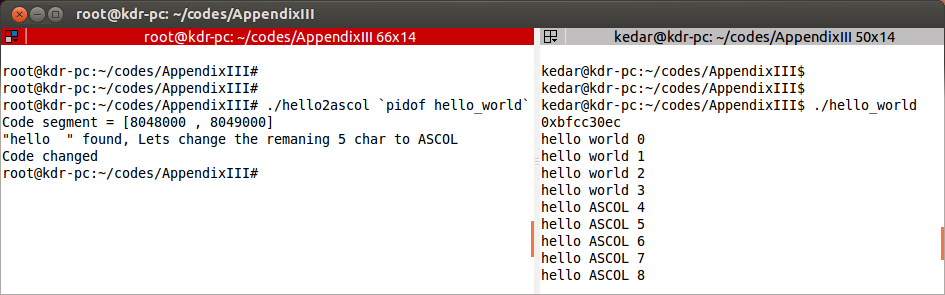 root@kdr-pc: ~/codes/AppendixIII
root@kdr-pc: ~/codes/AppendixIII 66x14
root@kdr-pc:~/codes/AppendixIII#
root@kdr-pc:~/codes/AppendixIII#
root@kdr-pc:~/codes/AppendixIII# ./hello2ascol `pidof hello_world`
Code segment = [8048000 , 8049000]
"hello  " found, Lets change the remaning 5 char to ASCOL
Code changed
root@kdr-pc:~/codes/AppendixIII#
kedar@kdr-pc: ~/codes/AppendixIII 50x14
kedar@kdr-pc:~/codes/AppendixIII$
kedar@kdr-pc:~/codes/AppendixIII$
kedar@kdr-pc:~/codes/AppendixIII$ ./hello_world
0xbfcc30ec
hello world 0
hello world 1
hello world 2
hello world 3
hello ASCOL 4
hello ASCOL 5
hello ASCOL 6
hello ASCOL 7
hello ASCOL 8